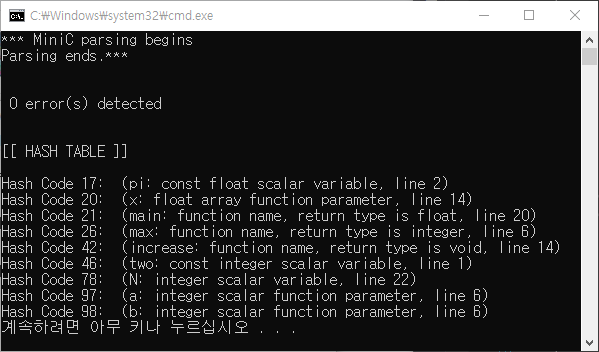 C:₩Windows₩system32₩cmd.exe
*** MiniC parsing begins
Parsing ends.***
0 error(s) detected
[[ HASH TABLE ]]
Hash Code 17:  (pi: const float scalar variable, line 2)
Hash Code 20:  (x: float array function parameter, line 14)
Hash Code 21:  (main: function name, return type is float, line 20)
Hash Code 26:  (max: function name, return type is integer, line 6)
Hash Code 42:  (increase: function name, return type is void, line 14)
Hash Code 46:  (two: const integer scalar variable, line 1)
Hash Code 78:  (N: integer scalar variable, line 22)
Hash Code 97:  (a: integer scalar function parameter, line 6)
Hash Code 98:  (b: integer scalar function parameter, line 6)
계속하려면 아무 키나 누르십시오 . . .